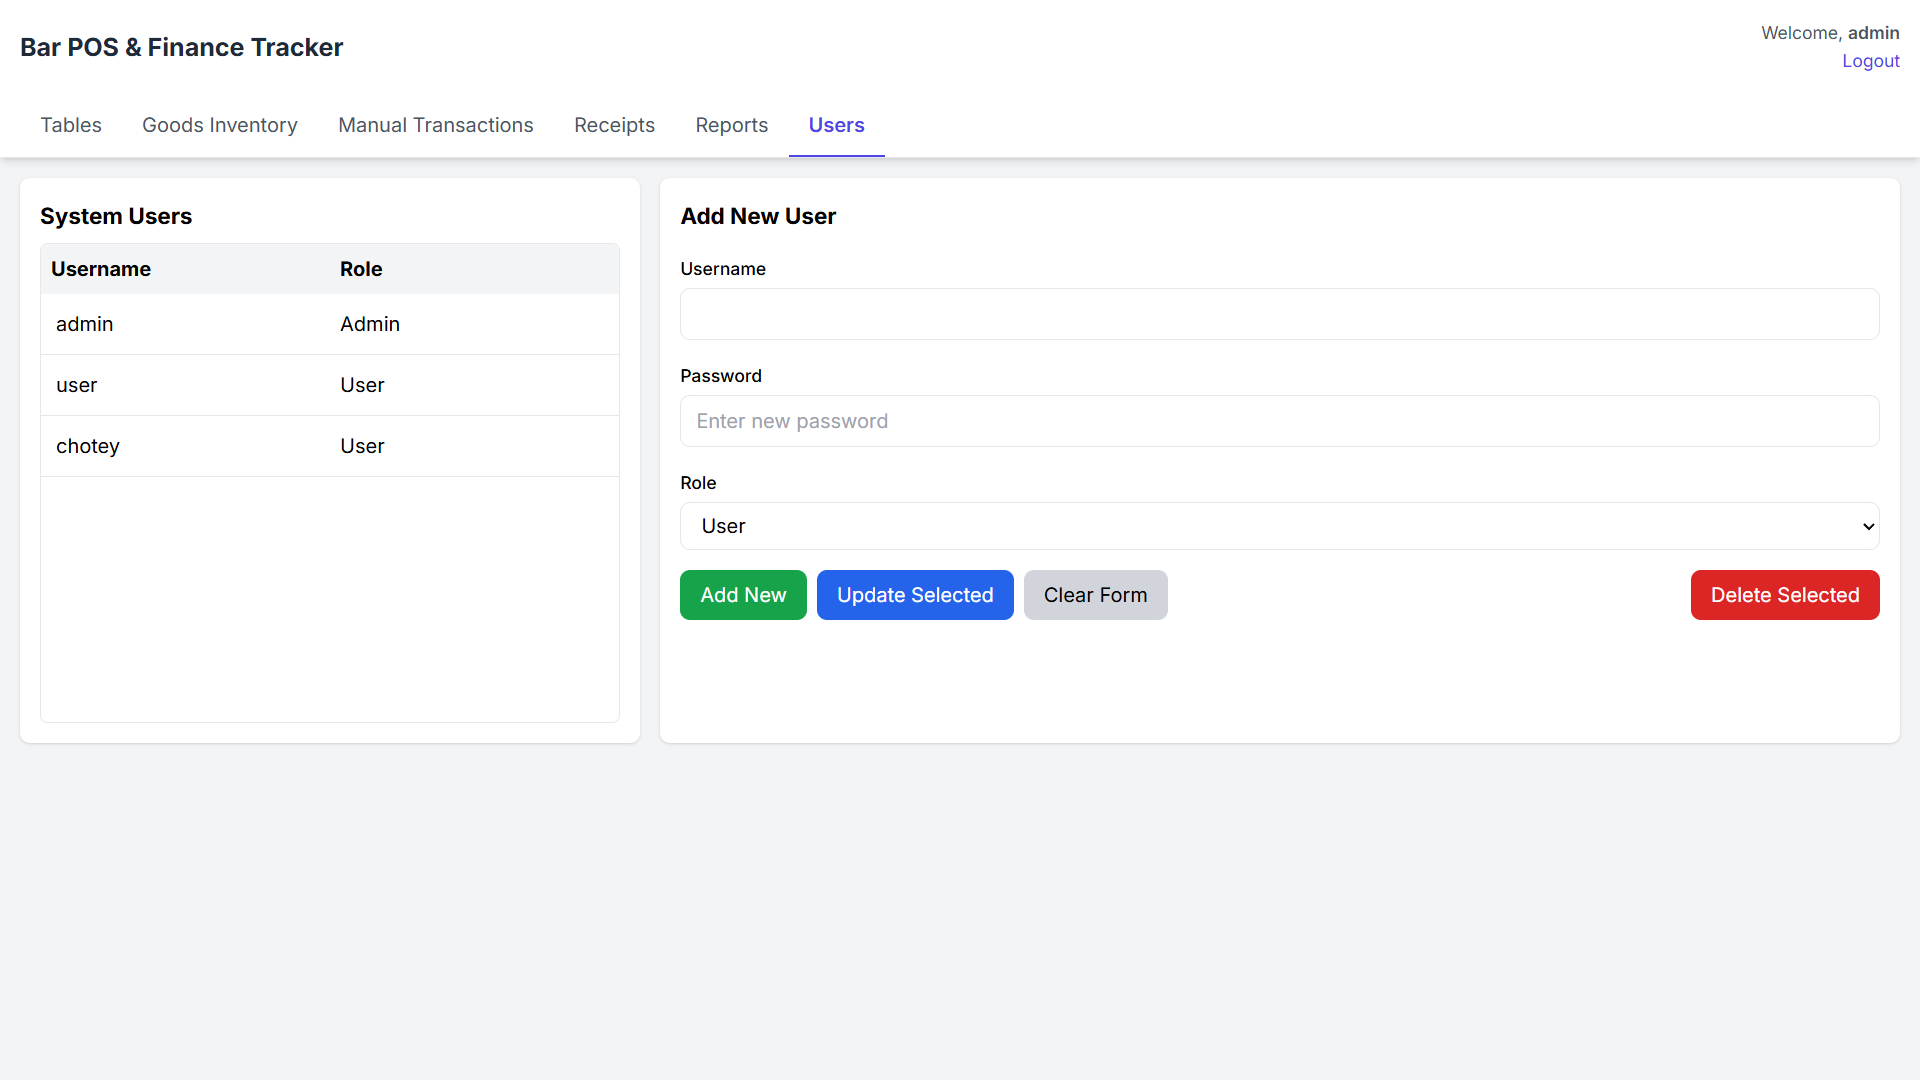 Bar POS & Finance Tracker
Welcome, admin
Logout
Tables Goods Inventory Manual Transactions Receipts Reports Users
System Users
Username Role
admin Admin
user User
chotey User
Add New User
Username
Password
Enter new password
Role
User
Add New Update Selected Clear Form Delete Selected